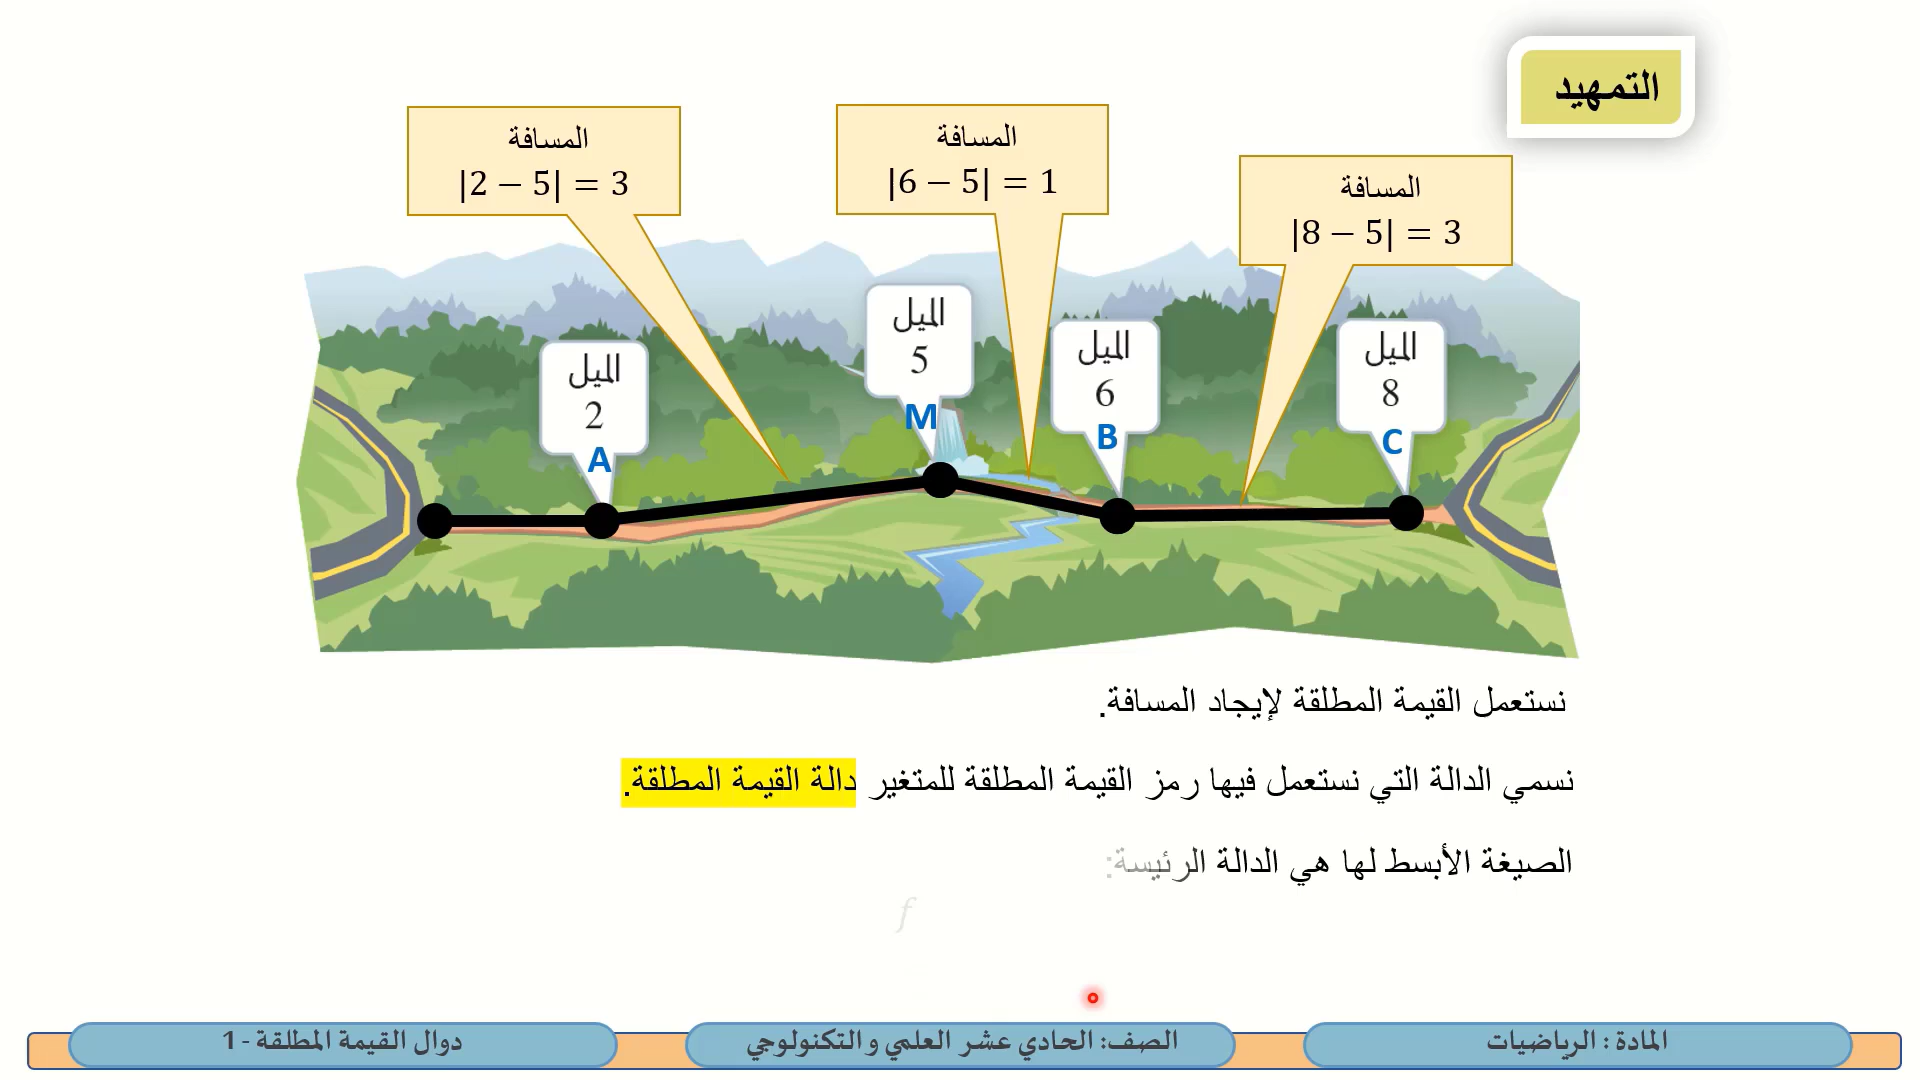 التمهيد
المسافة
|2 − 5| = 3
المسافة
|6 − 5| = 1
المسافة
|8 − 5| = 3
الميل
2
A
الميل
5
M
الميل
6
B
الميل
8
C
نستعمل القيمة المطلقة لإيجاد المسافة.
نسمي الدالة التي نستعمل فيها رمز القيمة المطلقة للمتغير دالة القيمة المطلقة.
الصيغة الأبسط لها هي الدالة الرئيسة:
f
المادة : الرياضيات
الصف: الحادي عشر العلمي و التكنولوجي
دوال القيمة المطلقة - 1